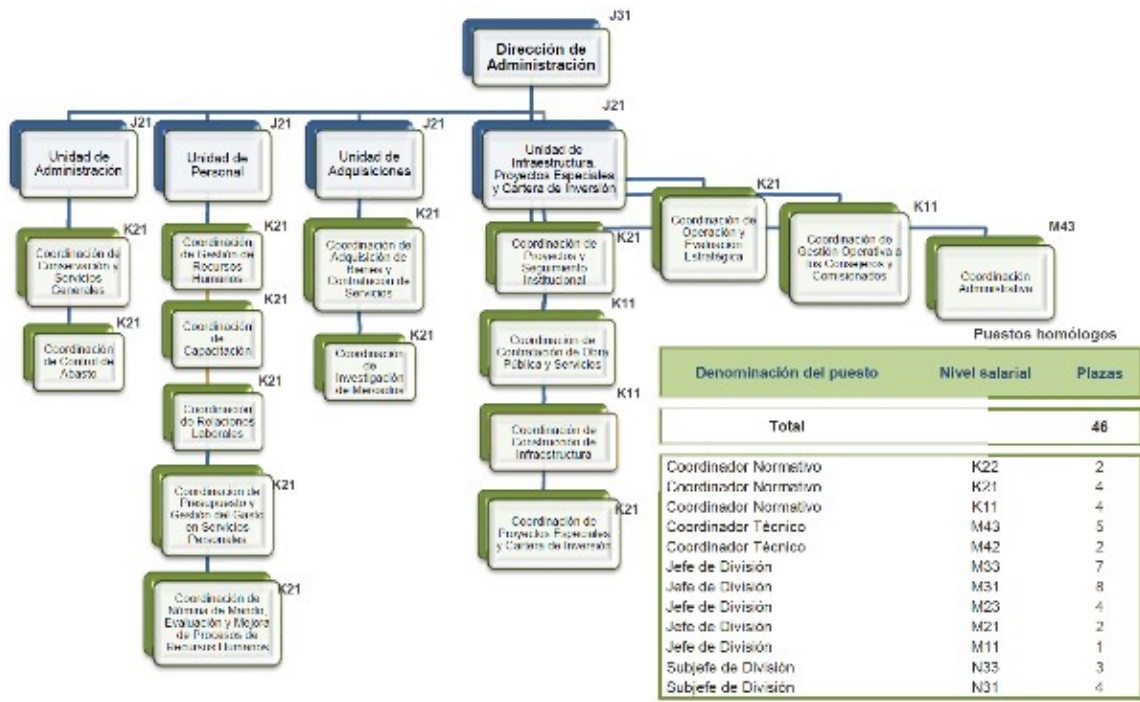 J31
Dirección de
Administración
J21
Unidad de
Administración
J21
Unidad de
Personal
J21
Unidad de
Adquisiciones
J21
Unidad de
Infraestructura,
Proyectos Especiales
y Cartera de Inversión
K21
Coordinación de
Operación y
Evaluación
Estratégica
K11
Coordinación de
Gestión Operativa a
los Consejeros y
Comisionados
M43
Coordinación
Administrativa
K21
Coordinación
de Conservación y
Servicios
Generales
K21
Coordinación
de Control de
Abasto
K21
Coordinación
de Gestión de
Recursos
Humanos
K21
Coordinación
de
Capacitación
K21
Coordinación
de Relaciones
Laborales
K21
Coordinación de
Presupuesto y
Gestión del Gasto
en Servicios
Personales
K21
Coordinación de
Nómina de Mando,
Evaluación y Mejora
de Procesos de
Recursos Humanos
K21
Coordinación de
Adquisición de
Bienes y
Contratación de
Servicios
K21
Coordinación
de
Investigación
de Mercados
K21
Coordinación de
Proyectos y
Seguimiento
Institucional
K11
Coordinación de
Contratación de Obra
Pública y Servicios
K11
Coordinación de
Construcción de
Infraestructura
K21
Coordinación de
Proyectos Especiales
y Cartera de Inversión
Puestos homólogos
Denominación del puesto Nivel salarial Plazas
Total 46
Coordinador Normativo K22 2
Coordinador Normativo K21 4
Coordinador Normativo K11 4
Coordinador Técnico M43 5
Coordinador Técnico M42 2
Jefe de División M33 7
Jefe de División M31 8
Jefe de División M23 4
Jefe de División M21 2
Jefe de División M11 1
Subjefe de División N33 3
Subjefe de División N31 4